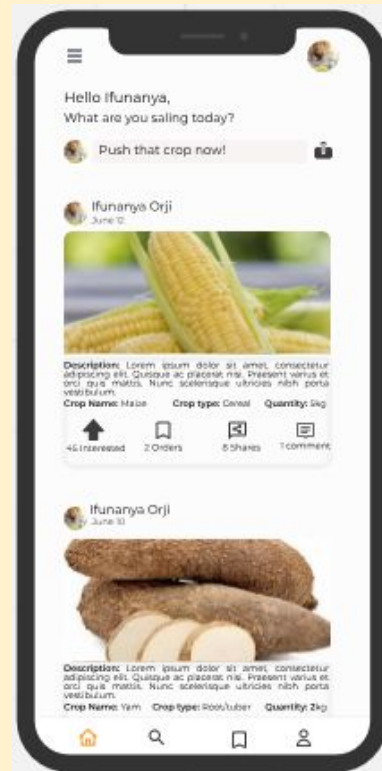 Hello Ifunanya,
What are you saling today?
Push that crop now!
Ifunanya Orji
June 12
Description: Lorem ipsum dolor sit amet, consectetur
adipiscing elit. Quisque ac placerat nisi. Praesent varius et
orci quis mattis. Nunc scelerisque ultricies nibh porta
vestibulum.
Crop Name: Maize Crop type: Cereal Quantity: 5kg
45 Interested 2 Orders 8 Shares 1 comment
Ifunanya Orji
June 10
Description: Lorem ipsum dolor sit amet, consectetur
adipiscing elit. Quisque ac placerat nisi. Praesent varius et
orci quis mattis. Nunc scelerisque ultricies nibh porta
vestibulum.
Crop Name: Yam Crop type: Root/tuber Quantity: 2kg